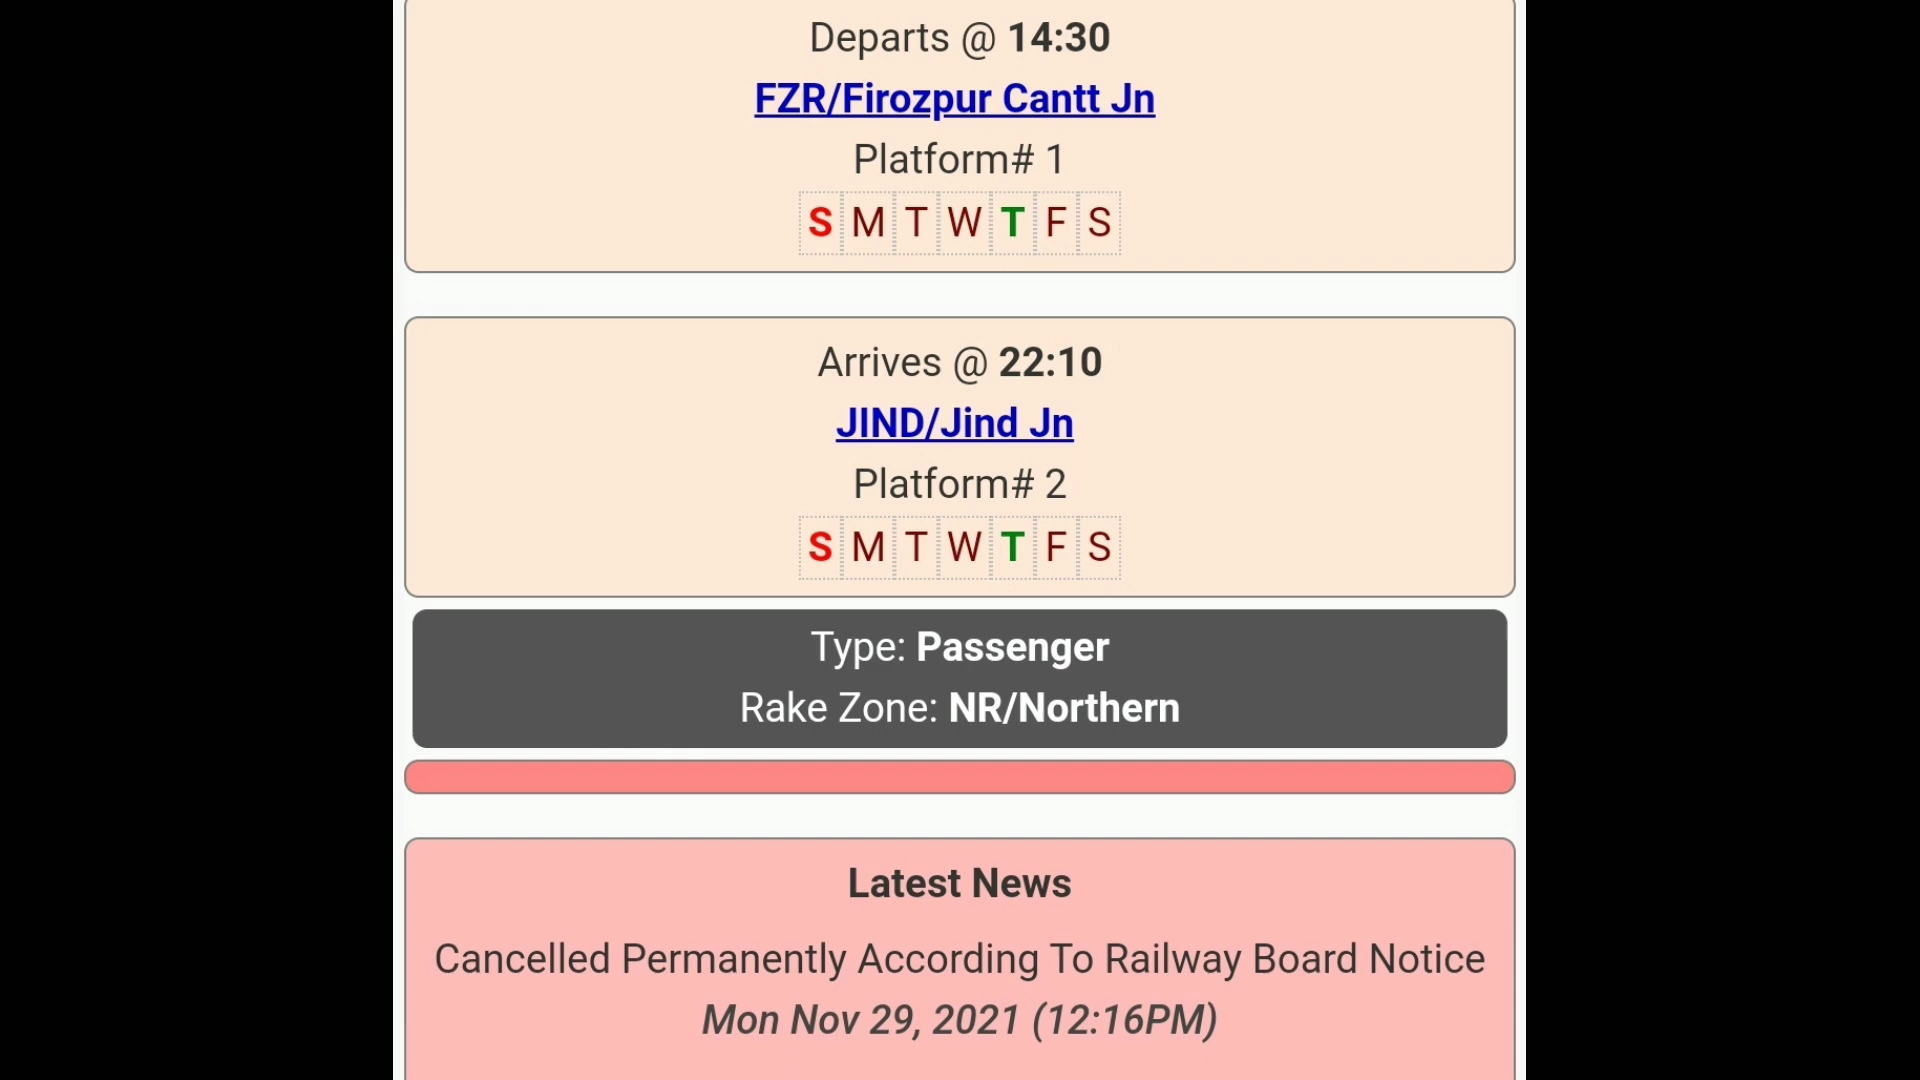 Departs @ 14:30
FZR/Firozpur Cantt Jn
Platform# 1
S M T W T F S
Arrives @ 22:10
JIND/Jind Jn
Platform# 2
S M T W T F S
Type: Passenger
Rake Zone: NR/Northern
Latest News
Cancelled Permanently According To Railway Board Notice
Mon Nov 29, 2021 (12:16PM)